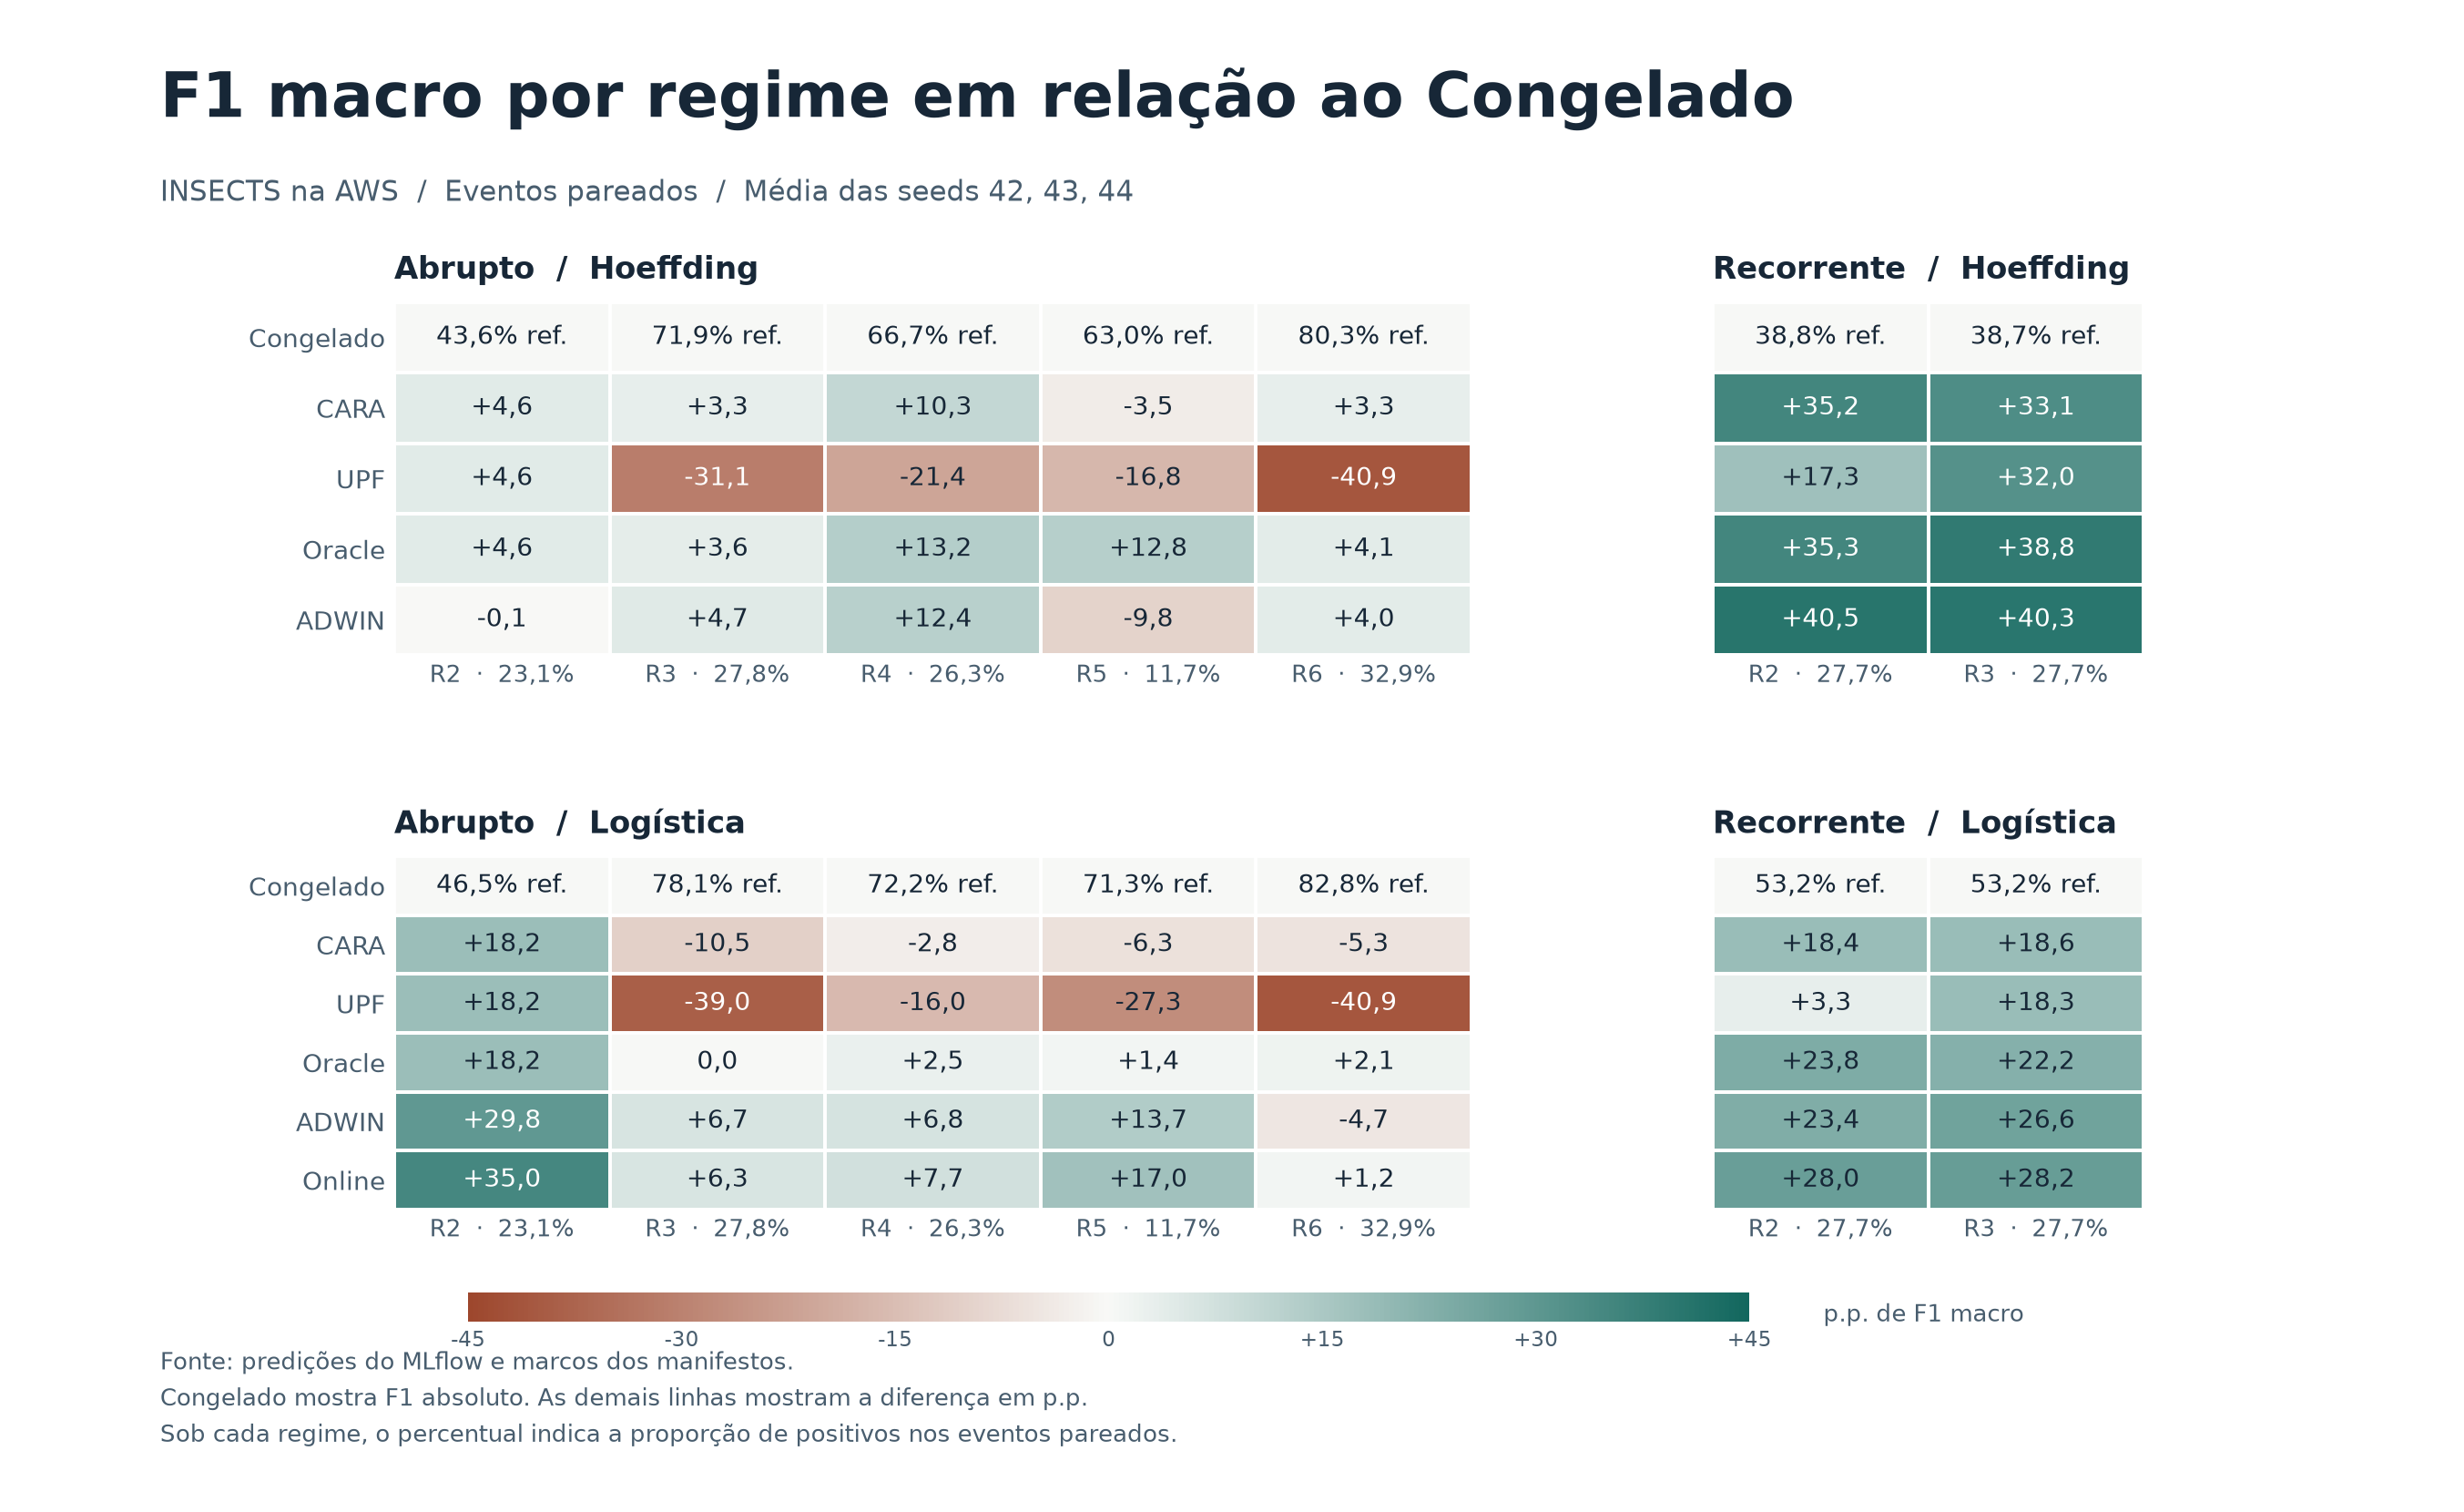 F1 macro por regime em relação ao Congelado
INSECTS na AWS / Eventos pareados / Média das seeds 42, 43, 44
Abrupto / Hoeffding
Congelado 43,6% ref. 71,9% ref. 66,7% ref. 63,0% ref. 80,3% ref.
CARA +4,6 +3,3 +10,3 -3,5 +3,3
UPF +4,6 -31,1 -21,4 -16,8 -40,9
Oracle +4,6 +3,6 +13,2 +12,8 +4,1
ADWIN -0,1 +4,7 +12,4 -9,8 +4,0
R2 · 23,1% R3 · 27,8% R4 · 26,3% R5 · 11,7% R6 · 32,9%
Recorrente / Hoeffding
38,8% ref. 38,7% ref.
+35,2 +33,1
+17,3 +32,0
+35,3 +38,8
+40,5 +40,3
R2 · 27,7% R3 · 27,7%
Abrupto / Logística
Congelado 46,5% ref. 78,1% ref. 72,2% ref. 71,3% ref. 82,8% ref.
CARA +18,2 -10,5 -2,8 -6,3 -5,3
UPF +18,2 -39,0 -16,0 -27,3 -40,9
Oracle +18,2 0,0 +2,5 +1,4 +2,1
ADWIN +29,8 +6,7 +6,8 +13,7 -4,7
Online +35,0 +6,3 +7,7 +17,0 +1,2
R2 · 23,1% R3 · 27,8% R4 · 26,3% R5 · 11,7% R6 · 32,9%
Recorrente / Logística
53,2% ref. 53,2% ref.
+18,4 +18,6
+3,3 +18,3
+23,8 +22,2
+23,4 +26,6
+28,0 +28,2
R2 · 27,7% R3 · 27,7%
p.p. de F1 macro
-45 -30 -15 0 +15 +30 +45
Fonte: predições do MLflow e marcos dos manifestos.
Congelado mostra F1 absoluto. As demais linhas mostram a diferença em p.p.
Sob cada regime, o percentual indica a proporção de positivos nos eventos pareados.